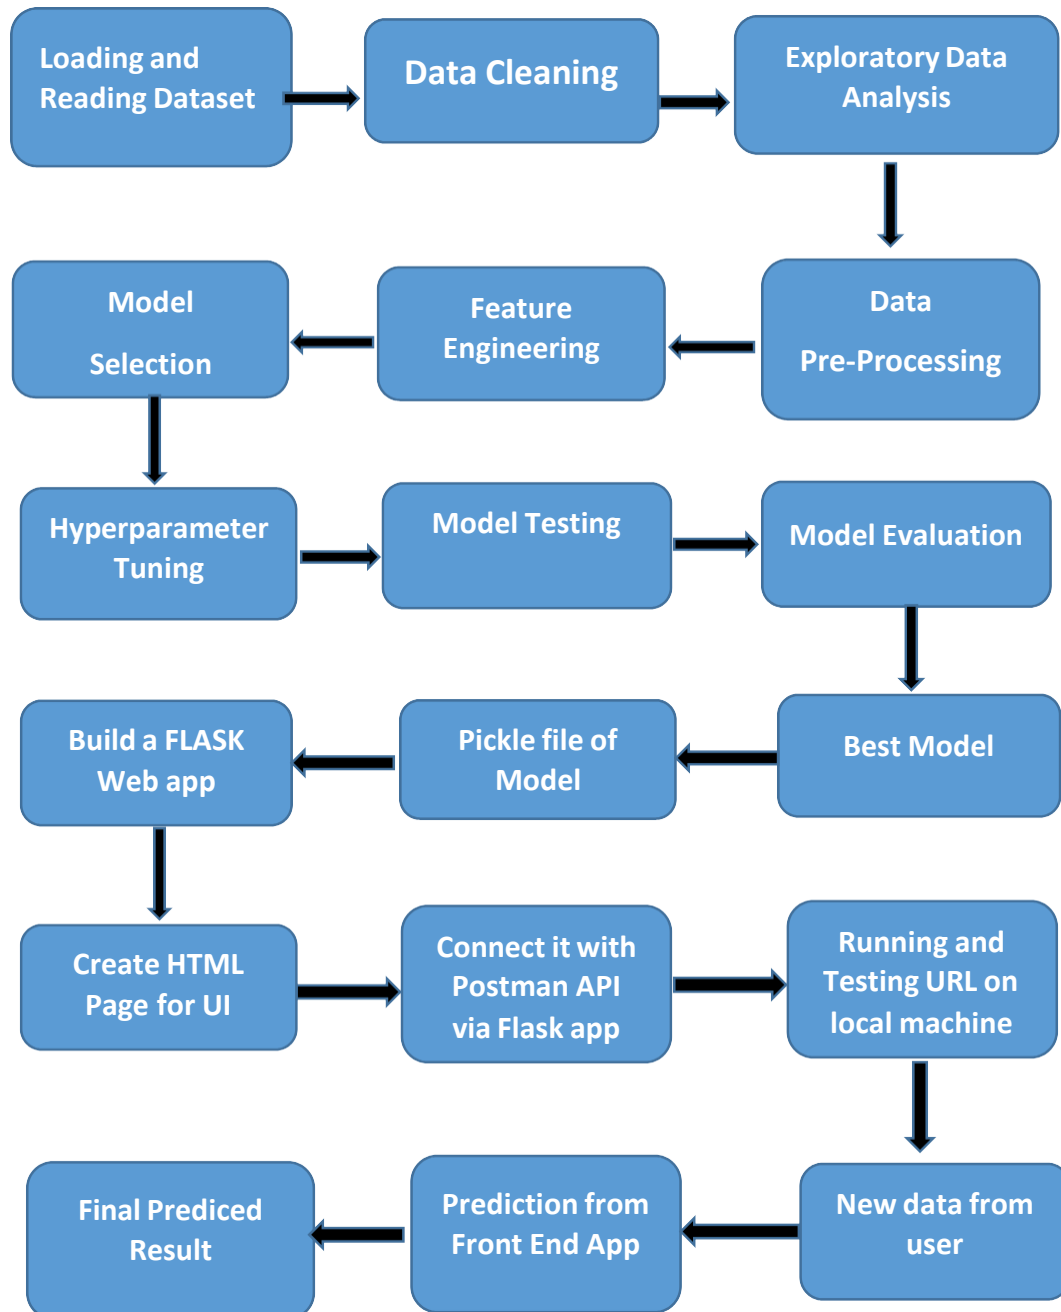 Loading and
Reading Dataset
Data Cleaning
Exploratory Data
Analysis
Data
Pre-Processing
Feature
Engineering
Model
Selection
Hyperparameter
Tuning
Model Testing
Model Evaluation
Best Model
Pickle file of
Model
Build a FLASK
Web app
Create HTML
Page for UI
Connect it with
Postman API
via Flask app
Running and
Testing URL on
local machine
New data from
user
Prediction from
Front End App
Final Prediced
Result